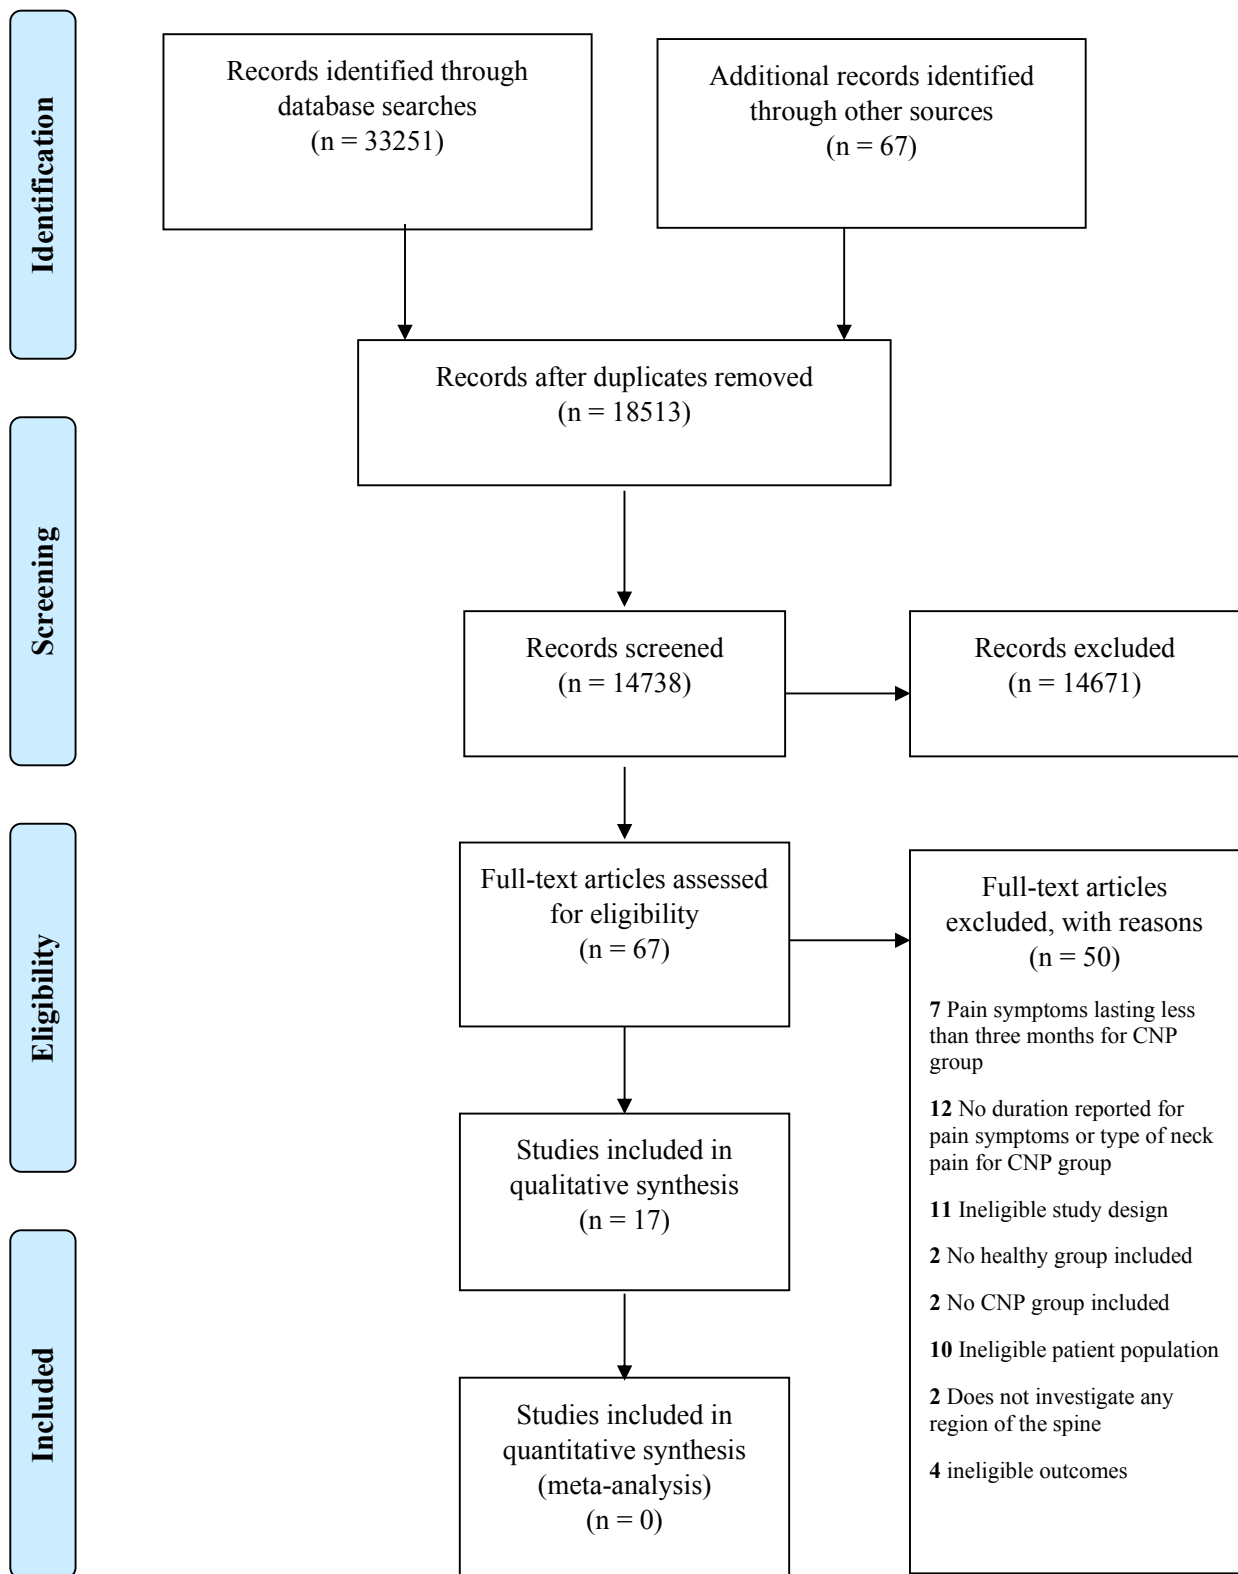 Identification
Records identified through
database searches
(n = 33251)
Additional records identified
through other sources
(n = 67)
Records after duplicates removed
(n = 18513)
Screening
Records screened
(n = 14738)
Records excluded
(n = 14671)
Eligibility
Full-text articles assessed
for eligibility
(n = 67)
Full-text articles
excluded, with reasons
(n = 50)
7 Pain symptoms lasting less
than three months for CNP
group
12 No duration reported for
pain symptoms or type of neck
pain for CNP group
11 Ineligible study design
2 No healthy group included
2 No CNP group included
10 Ineligible patient population
2 Does not investigate any
region of the spine
4 ineligible outcomes
Studies included in
qualitative synthesis
(n = 17)
Included
Studies included in
quantitative synthesis
(meta-analysis)
(n = 0)